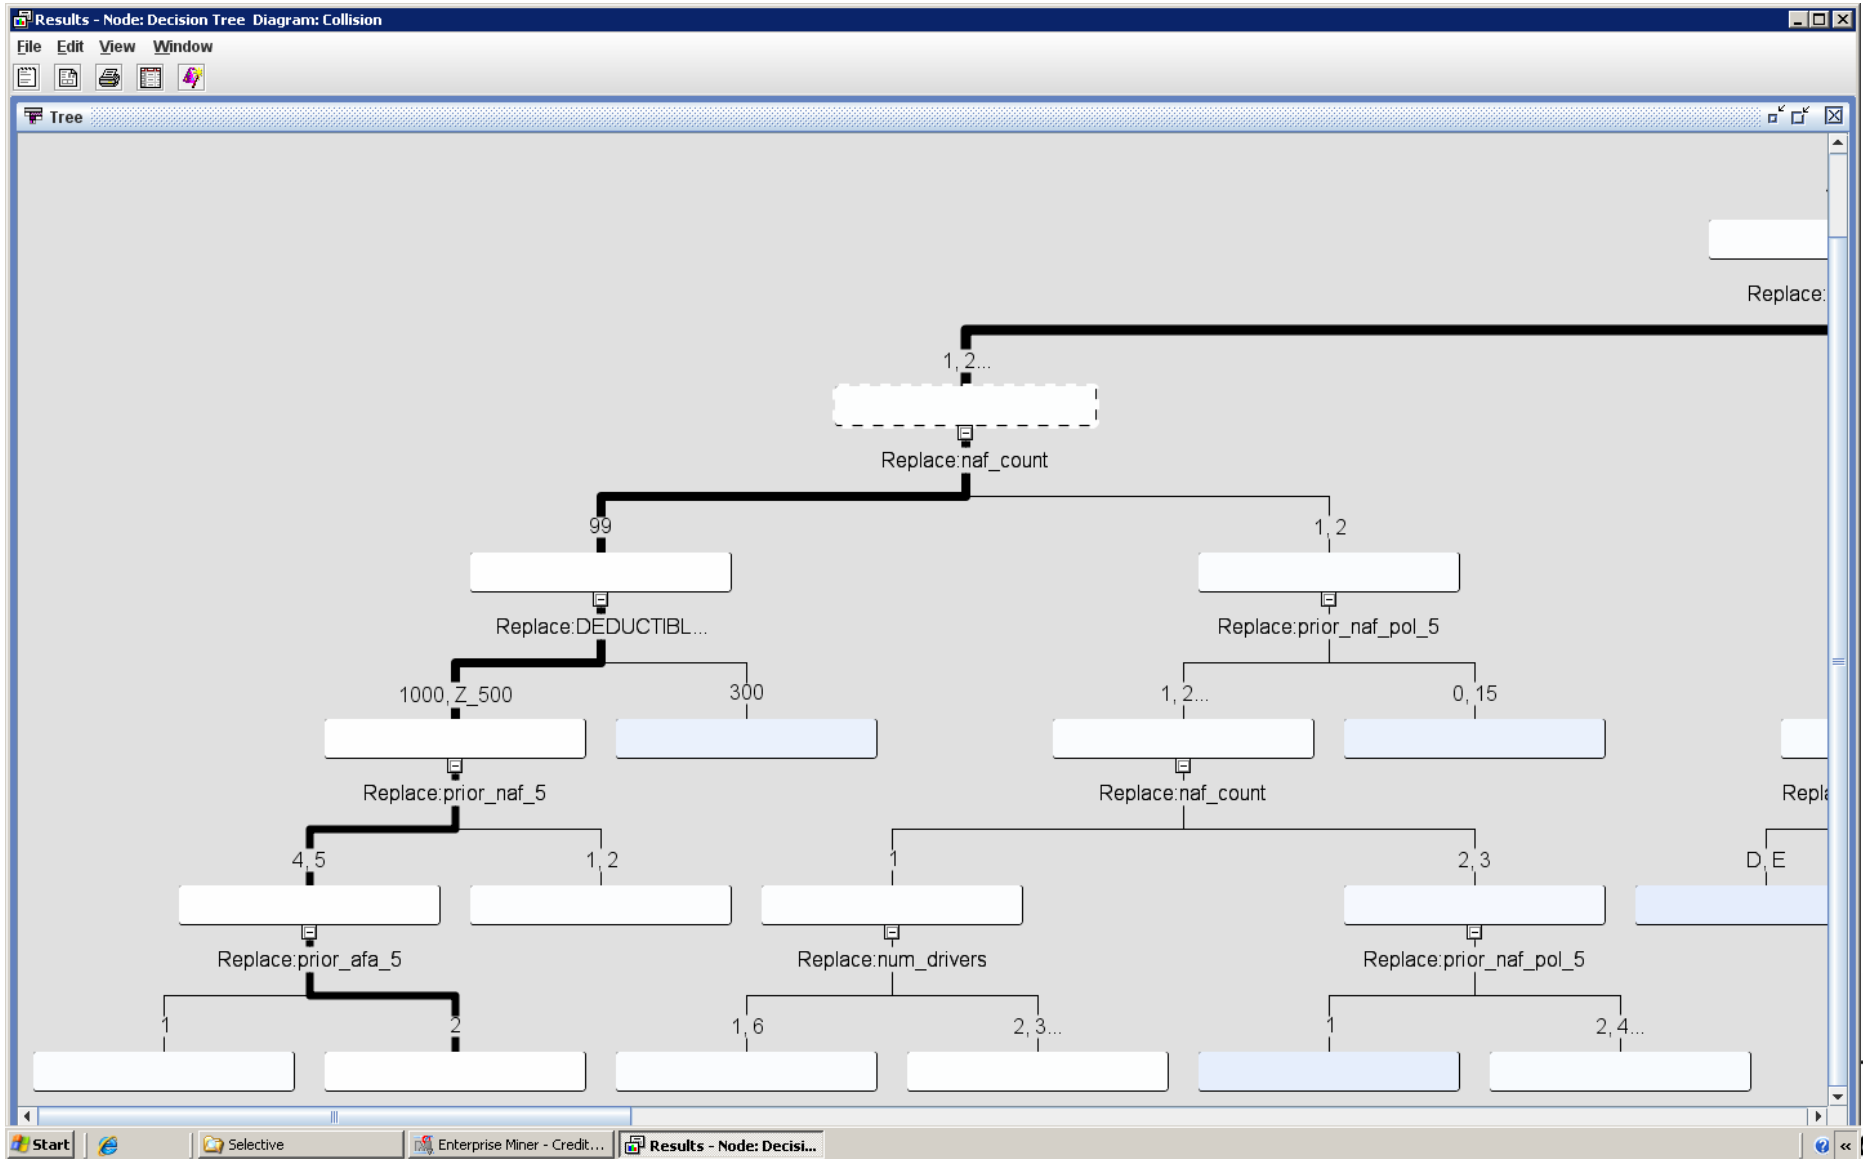 Results - Node: Decision Tree Diagram: Collision
File Edit View Window
Tree
Replace:
1, 2...
Replace:naf_count
99
1, 2
Replace:DEDUCTIBL...
Replace:prior_naf_pol_5
1000, Z_500
300
1, 2...
0, 15
Replace:prior_naf_5
Replace:naf_count
Repla
4, 5
1, 2
1
2, 3
D, E
Replace:prior_afa_5
Replace:num_drivers
Replace:prior_naf_pol_5
1
2
1, 6
2, 3...
1
2, 4...
Start
Selective
Enterprise Miner - Credit...
Results - Node: Decisi...